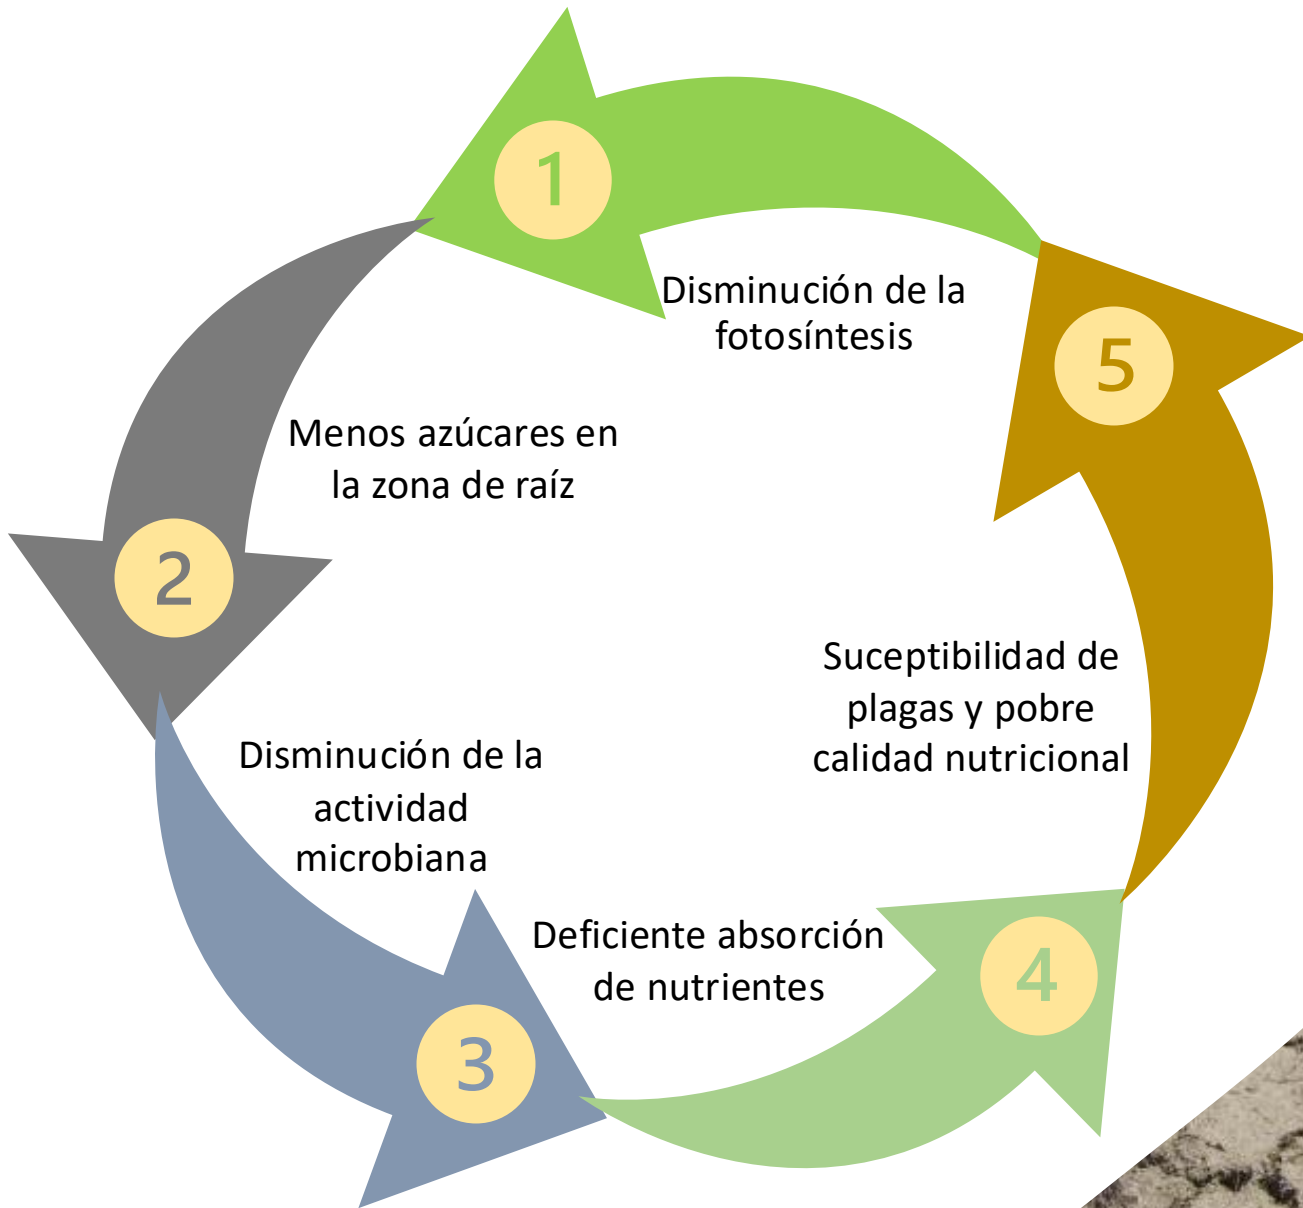 1
Disminución de la
fotosíntesis
2
Menos azúcares en
la zona de raíz
3
Disminución de la
actividad
microbiana
4
Deficiente absorción
de nutrientes
5
Suceptibilidad de
plagas y pobre
calidad nutricional